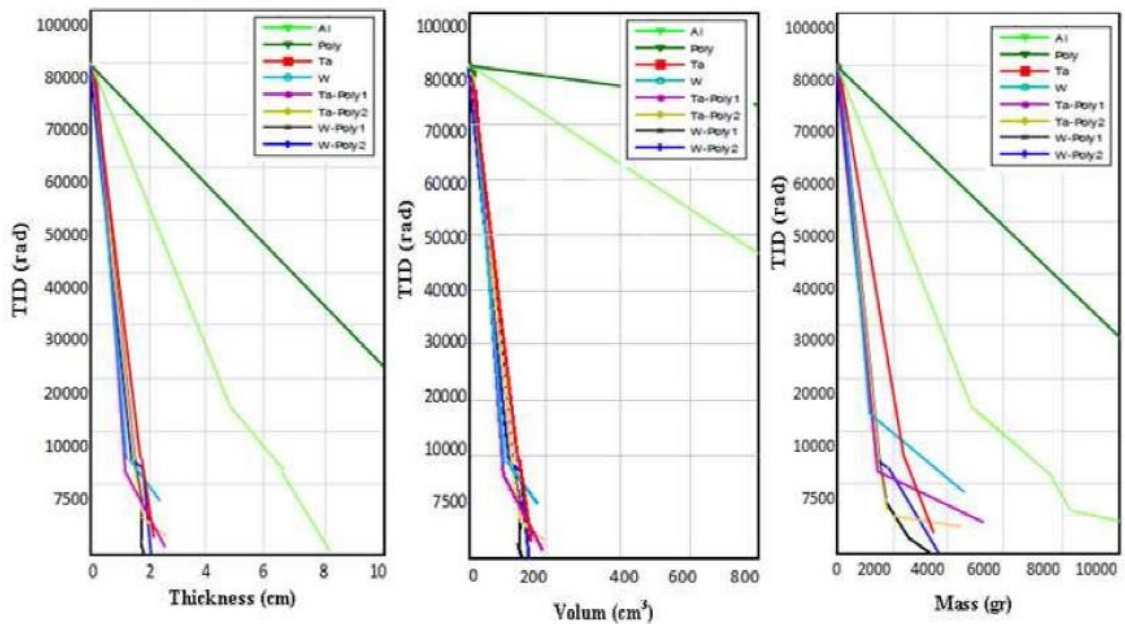 100000
80000
70000
60000
50000
40000
30000
20000
10000
7500
TID (rad)
0 2 4 6 8 10
Thickness (cm)
Al
Poly
Ta
W
Ta-Poly1
Ta-Poly2
W-Poly1
W-Poly2
100000
80000
70000
60000
50000
40000
30000
20000
10000
7500
TID (rad)
0 200 400 600 800
Volum (cm³)
Al
Poly
Ta
W
Ta-Poly1
Ta-Poly2
W-Poly1
W-Poly2
100000
80000
70000
60000
50000
40000
30000
20000
10000
7500
TID (rad)
0 2000 4000 6000 8000 10000
Mass (gr)
Al
Poly
Ta
W
Ta-Poly1
Ta-Poly2
W-Poly1
W-Poly2